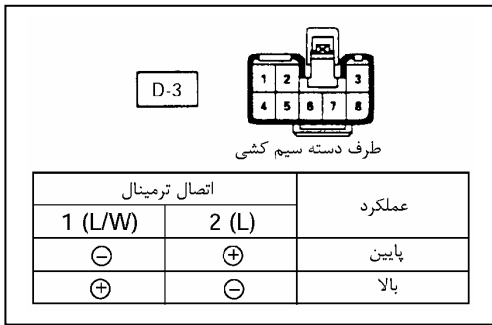 D-3
1 2 3
4 5 6 7 8
طرف دسته سیم کشی
عملکرد اتصال ترمینال
2 (L) 1 (L/W)
پایین ⊕ ⊖
بالا ⊖ ⊕